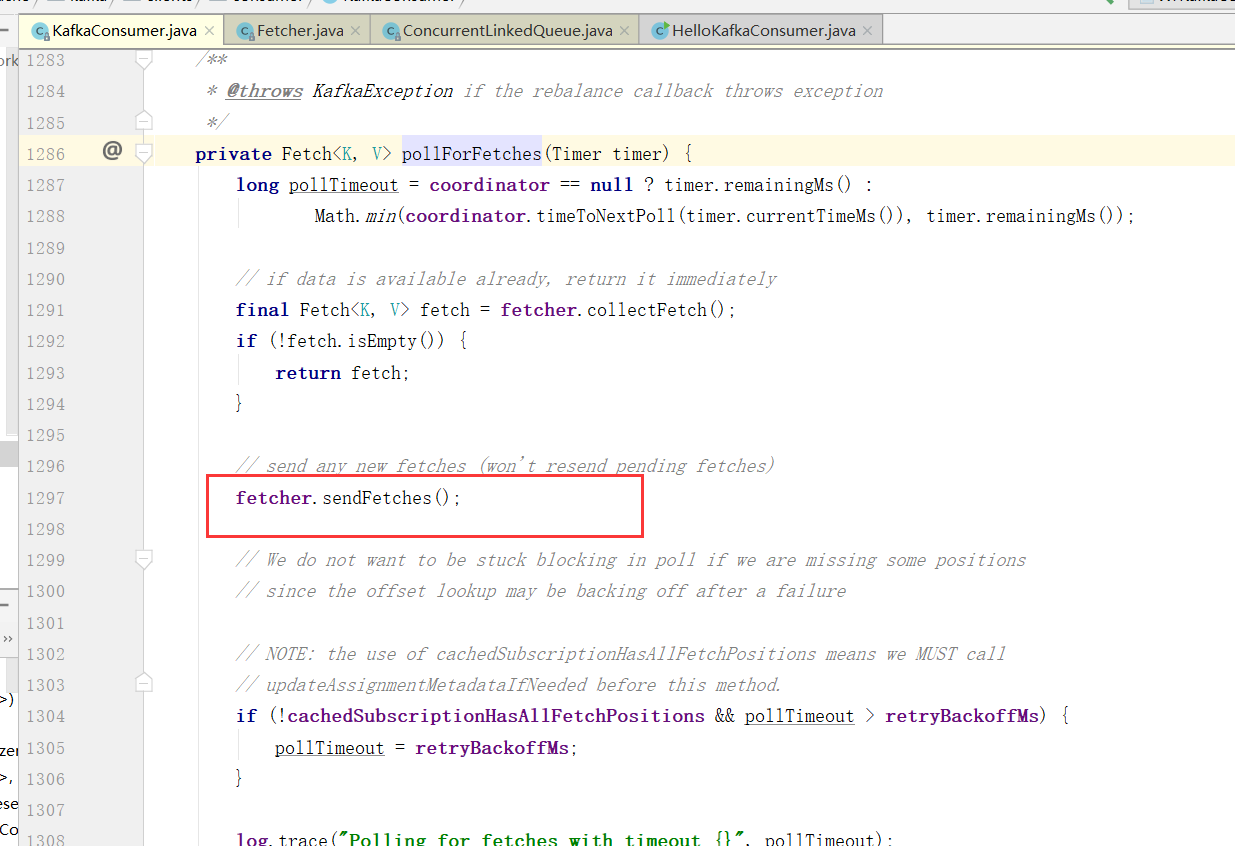 KafkaConsumer.java × Fetcher.java × ConcurrentLinkedQueue.java × HelloKafkaConsumer.java ×
1283 /**
1284 * @throws KafkaException if the rebalance callback throws exception
1285 */
1286 @ private Fetch<K, V> pollForFetches(Timer timer) {
1287 long pollTimeout = coordinator == null ? timer.remainingMs() :
1288 Math.min(coordinator.timeToNextPoll(timer.currentTimeMs()), timer.remainingMs());
1289
1290 // if data is available already, return it immediately
1291 final Fetch<K, V> fetch = fetcher.collectFetch();
1292 if (!fetch.isEmpty()) {
1293 return fetch;
1294 }
1295
1296 // send any new fetches (won't resend pending fetches)
1297 fetcher.sendFetches();
1298
1299 // We do not want to be stuck blocking in poll if we are missing some positions
1300 // since the offset lookup may be backing off after a failure
1301
1302 // NOTE: the use of cachedSubscriptionHasAllFetchPositions means we MUST call
1303 // updateAssignmentMetadataIfNeeded before this method.
1304 if (!cachedSubscriptionHasAllFetchPositions && pollTimeout > retryBackoffMs) {
1305 pollTimeout = retryBackoffMs;
1306 }
1307
1308 log.trace("Polling for fetches with timeout {}", pollTimeout);